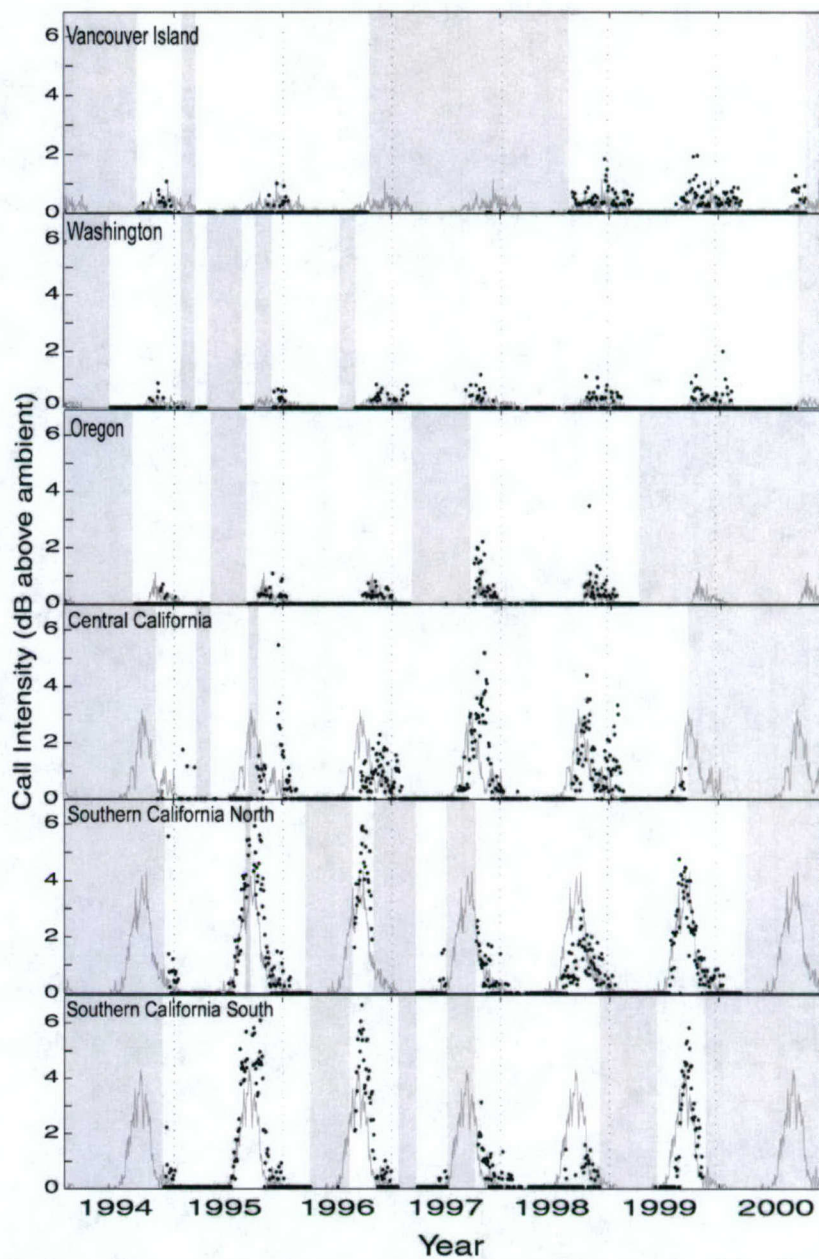 Call Intensity (dB above ambient)
Vancouver Island
6
4
2
0
Washington
6
4
2
0
Oregon
6
4
2
0
Central California
6
4
2
0
Southern California North
6
4
2
0
Southern California South
6
4
2
0
1994 1995 1996 1997 1998 1999 2000
Year